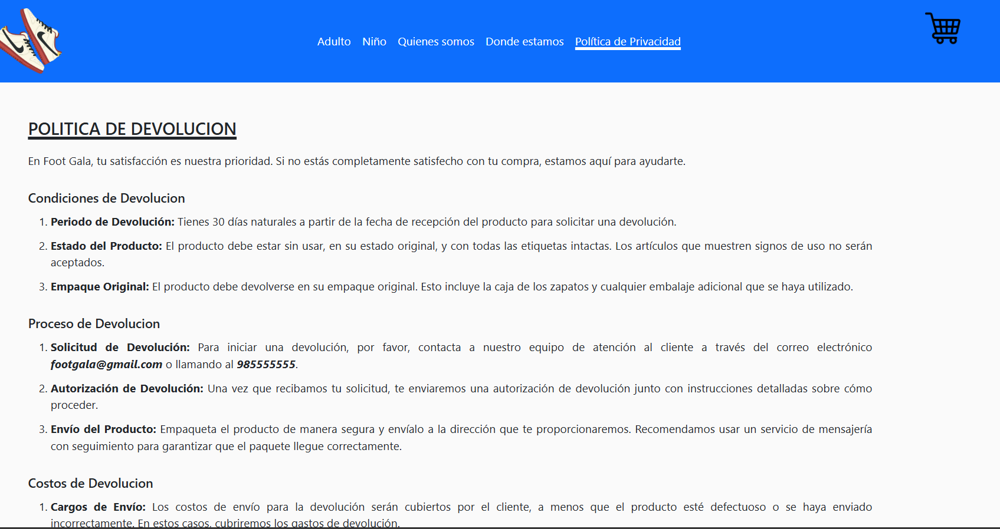 Adulto Niño Quienes somos Donde estamos Política de Privacidad
POLITICA DE DEVOLUCION
En Foot Gala, tu satisfacción es nuestra prioridad. Si no estás completamente satisfecho con tu compra, estamos aquí para ayudarte.
Condiciones de Devolucion
1. Periodo de Devolución: Tienes 30 días naturales a partir de la fecha de recepción del producto para solicitar una devolución.
2. Estado del Producto: El producto debe estar sin usar, en su estado original, y con todas las etiquetas intactas. Los artículos que muestren signos de uso no serán
aceptados.
3. Empaque Original: El producto debe devolverse en su empaque original. Esto incluye la caja de los zapatos y cualquier embalaje adicional que se haya utilizado.
Proceso de Devolucion
1. Solicitud de Devolución: Para iniciar una devolución, por favor, contacta a nuestro equipo de atención al cliente a través del correo electrónico
footgala@gmail.com o llamando al 985555555.
2. Autorización de Devolución: Una vez que recibamos tu solicitud, te enviaremos una autorización de devolución junto con instrucciones detalladas sobre cómo
proceder.
3. Envío del Producto: Empaqueta el producto de manera segura y envíalo a la dirección que te proporcionaremos. Recomendamos usar un servicio de mensajería
con seguimiento para garantizar que el paquete llegue correctamente.
Costos de Devolucion
1. Cargos de Envío: Los costos de envío para la devolución serán cubiertos por el cliente, a menos que el producto esté defectuoso o se haya enviado
incorrectamente. En estos casos, cubriremos los gastos de devolución.